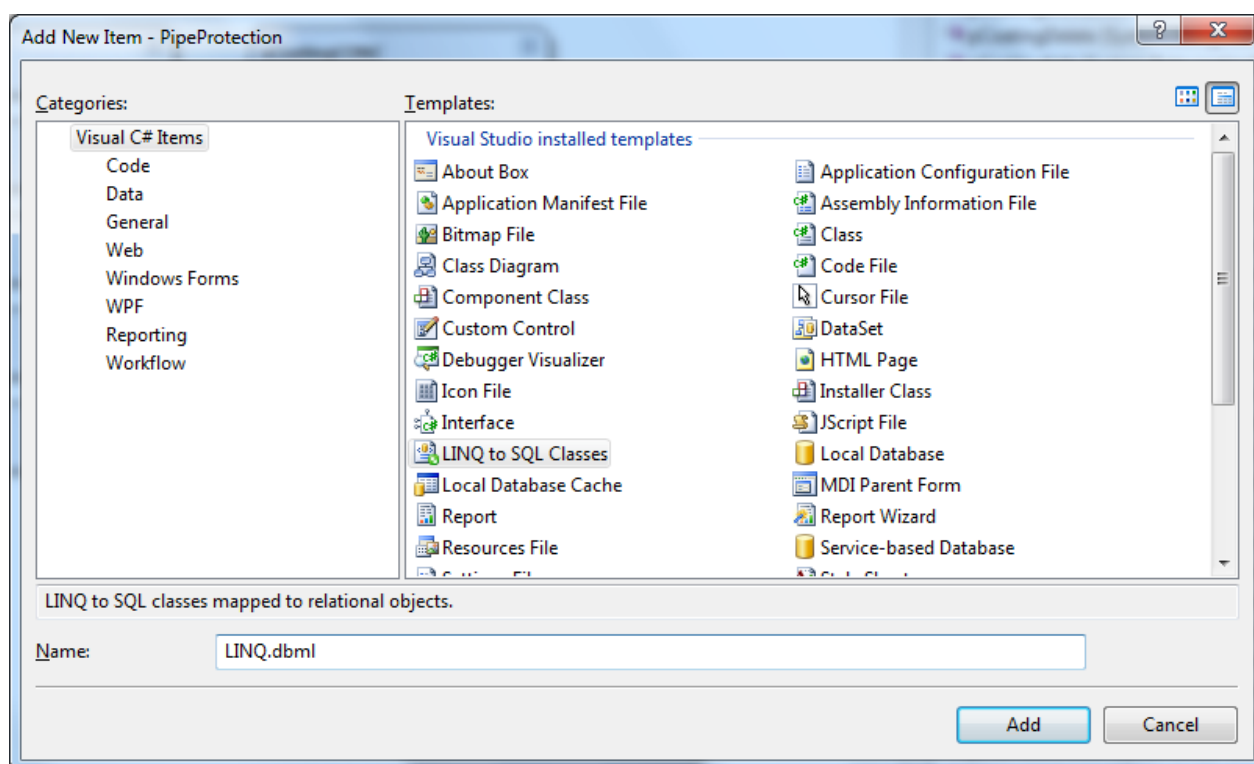 Add New Item - PipeProtection
Categories:
Templates:
Visual C# Items
Code
Data
General
Web
Windows Forms
WPF
Reporting
Workflow
Visual Studio installed templates
About Box
Application Configuration File
Application Manifest File
Assembly Information File
Bitmap File
Class
Class Diagram
Code File
Component Class
Cursor File
Custom Control
DataSet
Debugger Visualizer
HTML Page
Icon File
Installer Class
Interface
JScript File
LINQ to SQL Classes
Local Database
Local Database Cache
MDI Parent Form
Report
Report Wizard
Resources File
Service-based Database
LINQ to SQL classes mapped to relational objects.
Name:
LINQ.dbml
Add
Cancel